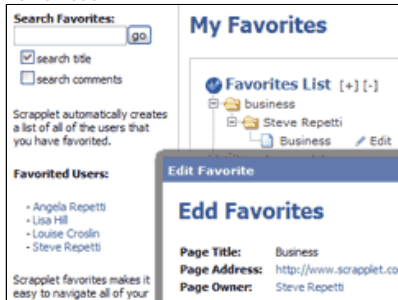 Search Favorites:
go
search title
search comments
Scrapplet automatically creates
a list of all of the users that
you have favorited.
Favorited Users:
- Angela Repetti
- Lisa Hill
- Louise Croslin
- Steve Repetti
Scrapplet favorites makes it
easy to navigate all of your
My Favorites
Favorites List [+] [-]
business
Steve Repetti
Business Edit
Edit Favorite
Edd Favorites
Page Title: Business
Page Address: http://www.scrapplet.co
Page Owner: Steve Repetti